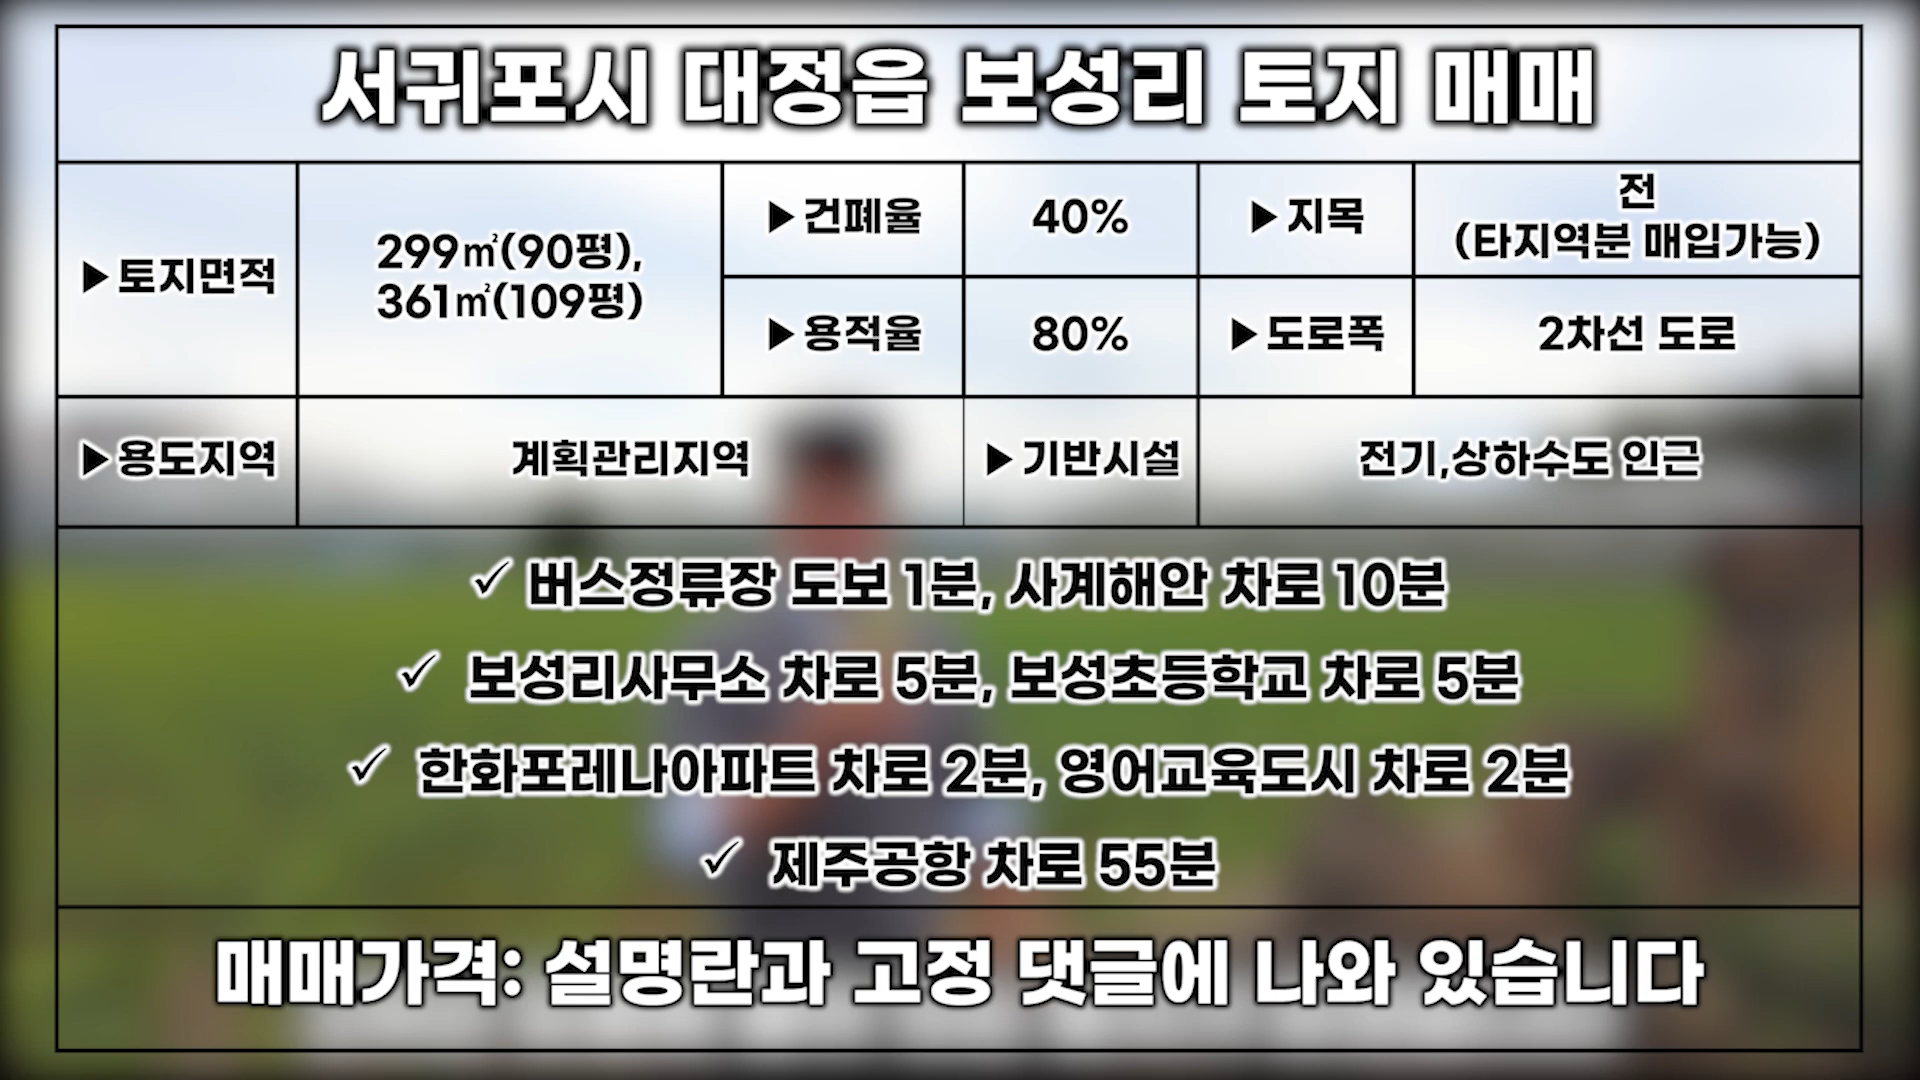 서귀포시 대정읍 보성리 토지 매매
▶토지면적
299㎡(90평),
361㎡(109평)
▶건폐율
40%
▶지목
전
(타지역분 매입가능)
▶용적율
80%
▶도로폭
2차선 도로
▶용도지역
계획관리지역
▶기반시설
전기,상하수도 인근
✓ 버스정류장 도보 1분, 사계해안 차로 10분
✓ 보성리사무소 차로 5분, 보성초등학교 차로 5분
✓ 한화포레나아파트 차로 2분, 영어교육도시 차로 2분
✓ 제주공항 차로 55분
매매가격: 설명란과 고정 댓글에 나와 있습니다